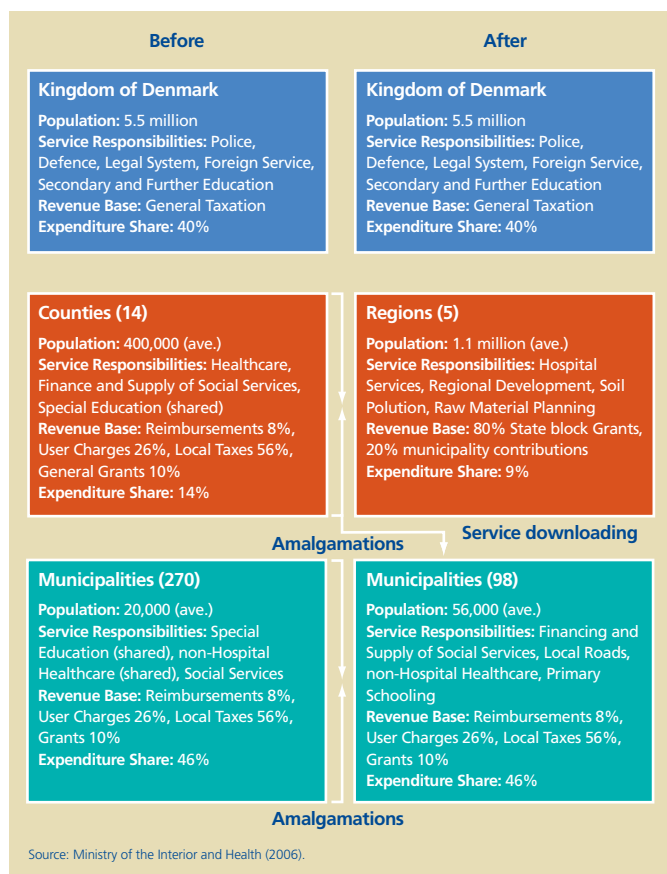 Before
After
Kingdom of Denmark
Population: 5.5 million
Service Responsibilities: Police,
Defence, Legal System, Foreign Service,
Secondary and Further Education
Revenue Base: General Taxation
Expenditure Share: 40%
Kingdom of Denmark
Population: 5.5 million
Service Responsibilities: Police,
Defence, Legal System, Foreign Service,
Secondary and Further Education
Revenue Base: General Taxation
Expenditure Share: 40%
Counties (14)
Population: 400,000 (ave.)
Service Responsibilities: Healthcare,
Finance and Supply of Social Services,
Special Education (shared)
Revenue Base: Reimbursements 8%,
User Charges 26%, Local Taxes 56%,
General Grants 10%
Expenditure Share: 14%
Regions (5)
Population: 1.1 million (ave.)
Service Responsibilities: Hospital
Services, Regional Development, Soil
Polution, Raw Material Planning
Revenue Base: 80% State block Grants,
20% municipality contributions
Expenditure Share: 9%
Amalgamations
Service downloading
Municipalities (270)
Population: 20,000 (ave.)
Service Responsibilities: Special
Education (shared), non-Hospital
Healthcare (shared), Social Services
Revenue Base: Reimbursements 8%,
User Charges 26%, Local Taxes 56%,
Grants 10%
Expenditure Share: 46%
Municipalities (98)
Population: 56,000 (ave.)
Service Responsibilities: Financing and
Supply of Social Services, Local Roads,
non-Hospital Healthcare, Primary
Schooling
Revenue Base: Reimbursements 8%,
User Charges 26%, Local Taxes 56%,
Grants 10%
Expenditure Share: 46%
Amalgamations
Source: Ministry of the Interior and Health (2006).